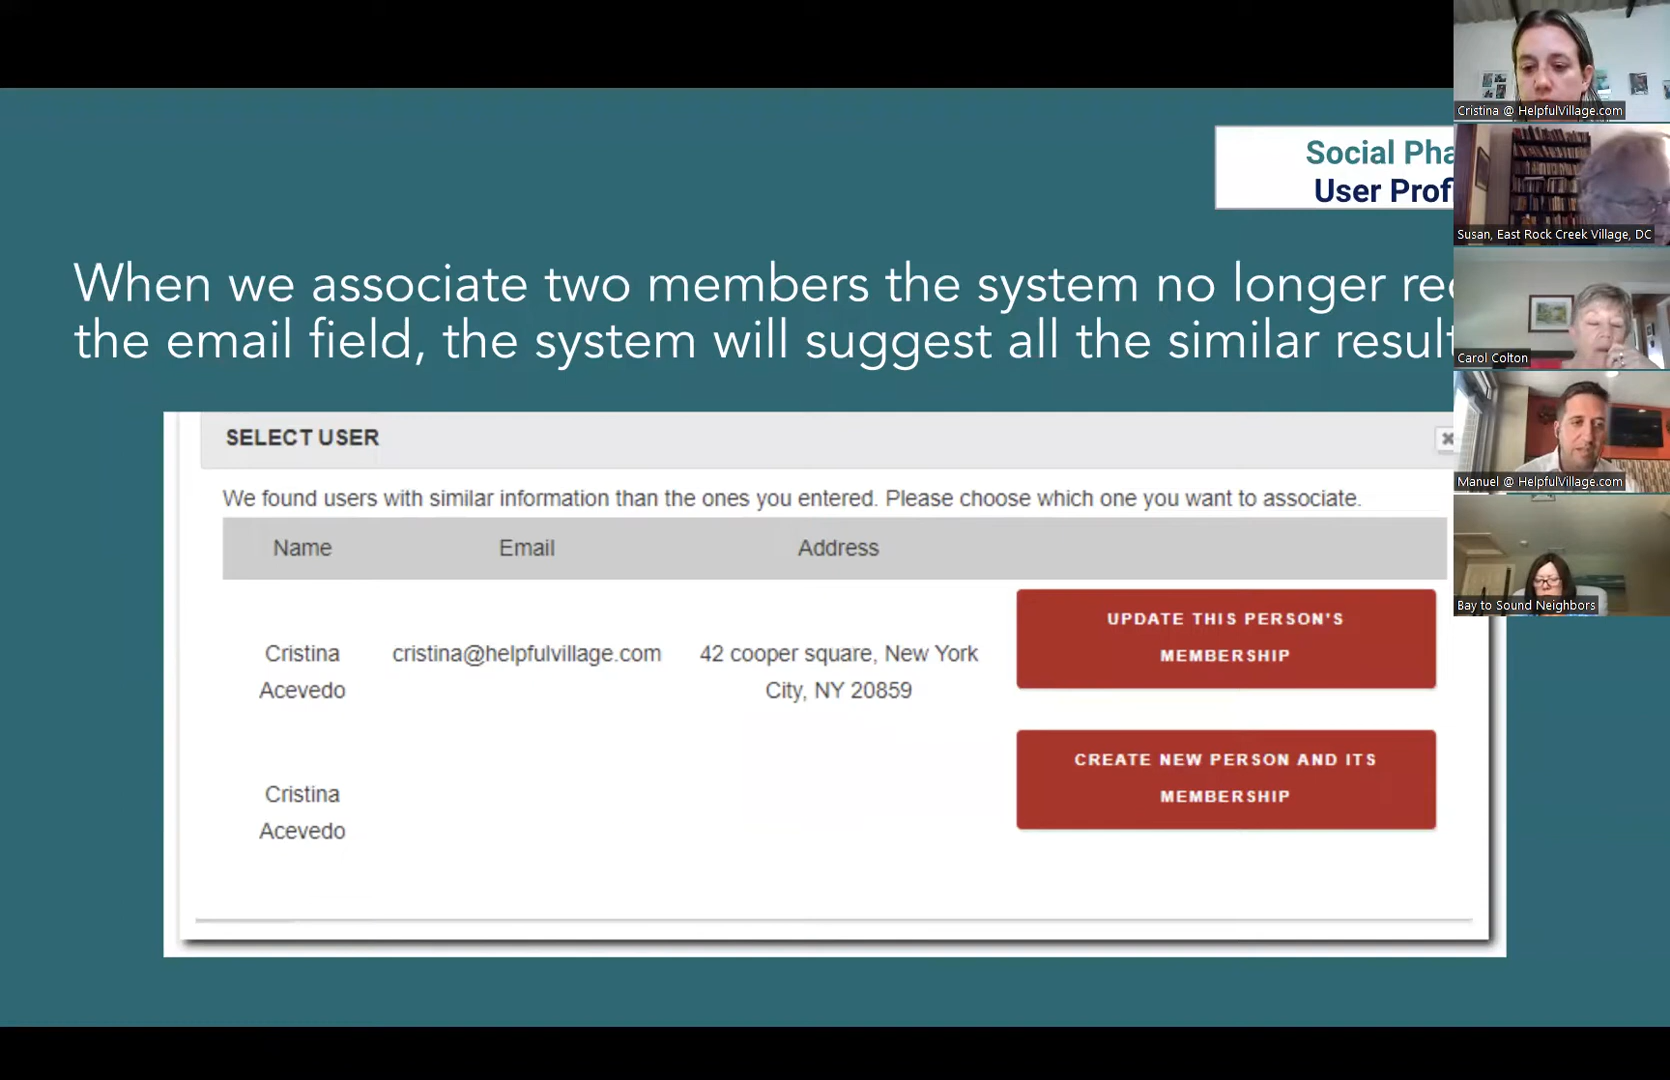 Social Pha
User Prof
When we associate two members the system no longer rec
the email field, the system will suggest all the similar result
SELECT USER
We found users with similar information than the ones you entered. Please choose which one you want to associate.
Name Email Address
Cristina Acevedo
cristina@helpfulvillage.com
42 cooper square, New York
City, NY 20859
UPDATE THIS PERSON'S
MEMBERSHIP
Cristina
Acevedo
CREATE NEW PERSON AND ITS
MEMBERSHIP
Cristina @ HelpfulVillage.com
Susan, East Rock Creek Village, DC
Carol Colton
Manuel @ HelpfulVillage.com
Bay to Sound Neighbors